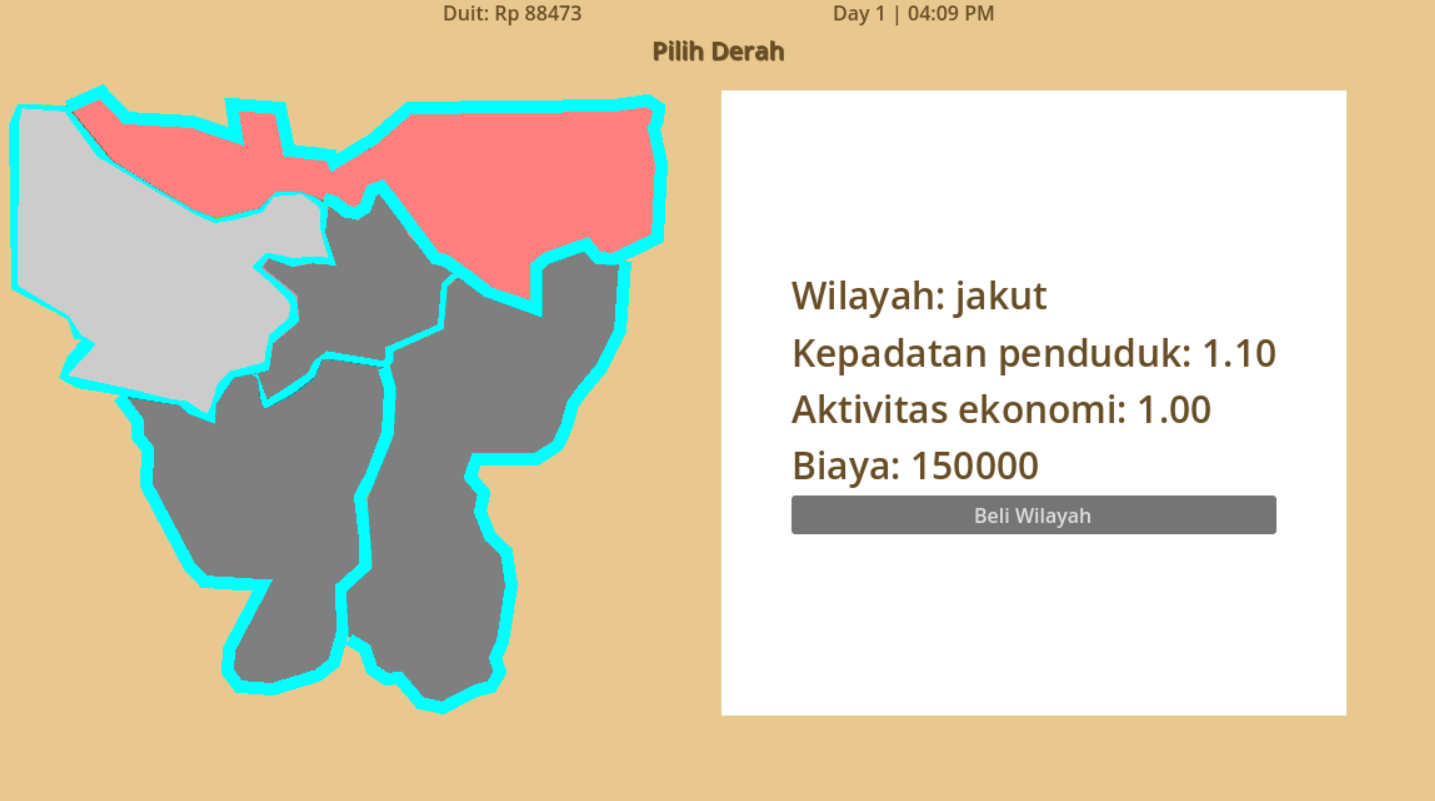 Duit: Rp 88473
Day 1 | 04:09 PM
Pilih Derah
Wilayah: jakut
Kepadatan penduduk: 1.10
Aktivitas ekonomi: 1.00
Biaya: 150000
Beli Wilayah